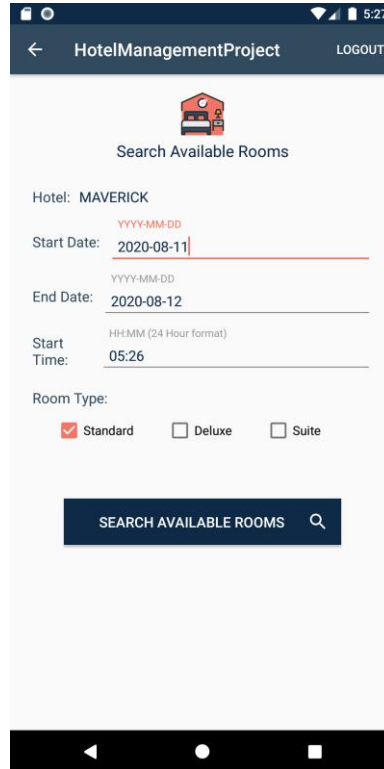 5:27
HotelManagementProject LOGOUT
Search Available Rooms
Hotel: MAVERICK
YYYY-MM-DD
Start Date: 2020-08-11
YYYY-MM-DD
End Date: 2020-08-12
HH:MM (24 Hour format)
Start
Time: 05:26
Room Type:
Standard Deluxe Suite
SEARCH AVAILABLE ROOMS